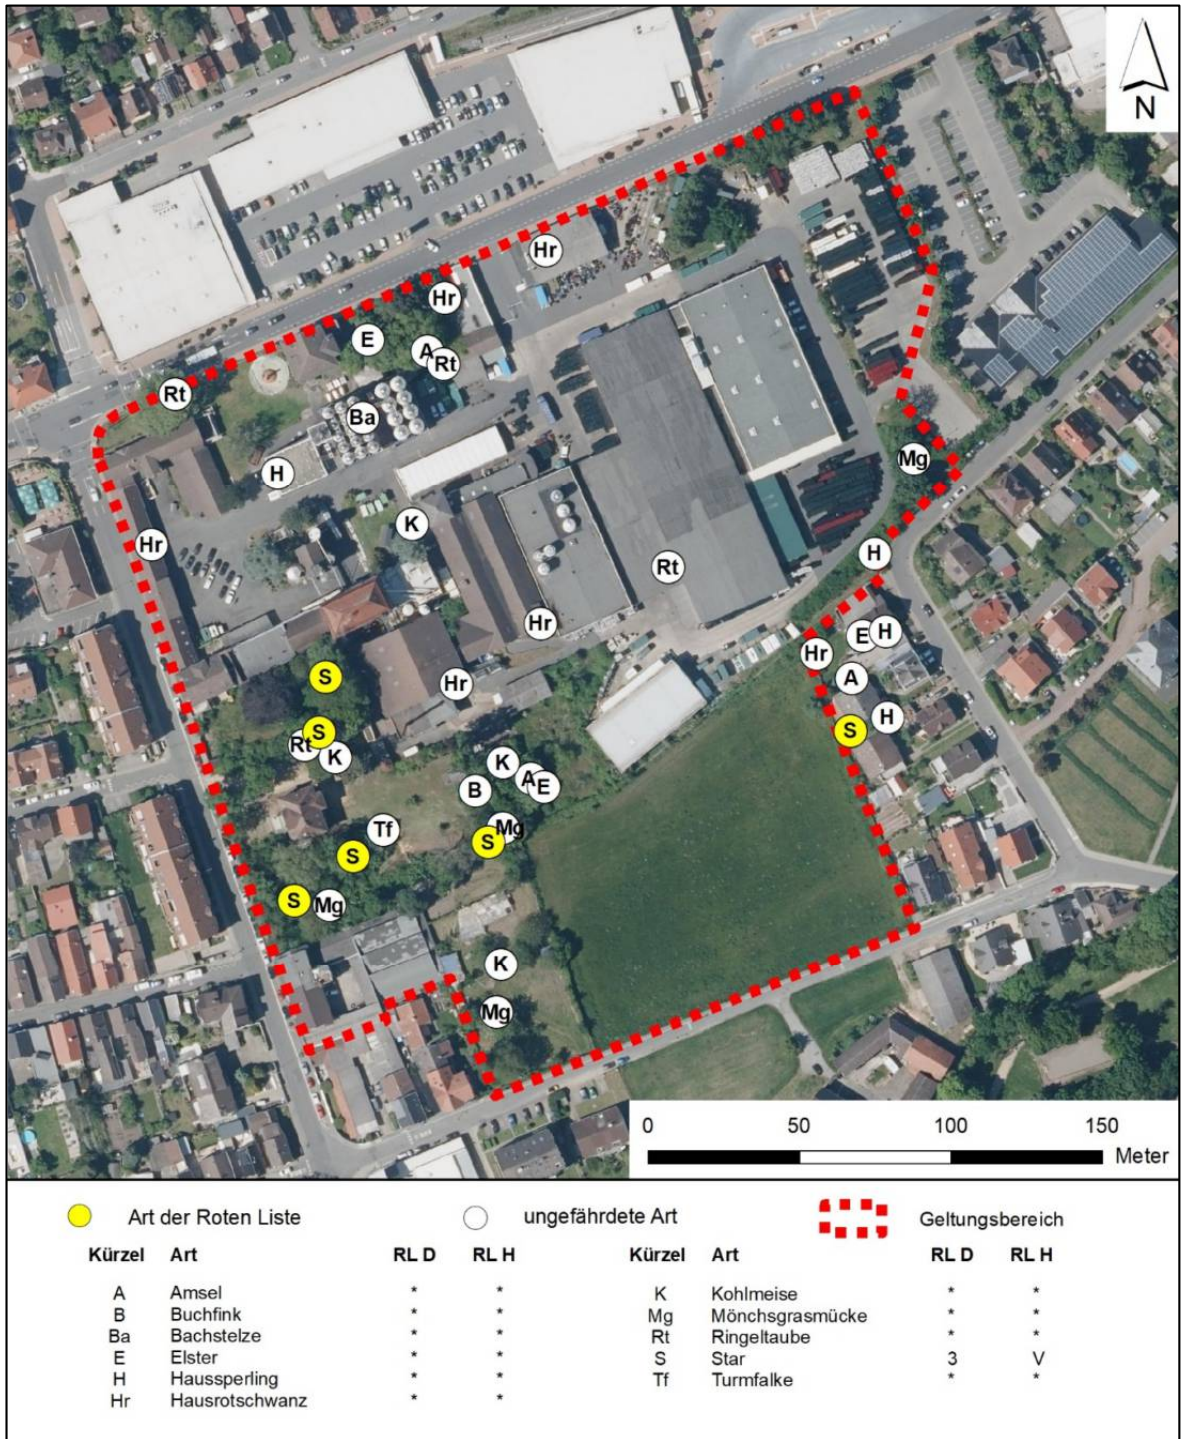 N
Hr
Hr
E
A
Rt
Rt
Ba
Mg
H
K
Hr
H
Rt
Hr
E
H
Hr
A
S
Hr
H
S
S
Rt
K
K
A
E
B
Tf
Mg
S
S
S
Mg
K
Mg
0 50 100 150
Meter
Art der Roten Liste ungefährdete Art Geltungsbereich
Kürzel Art RL D RL H Kürzel Art RL D RL H
A Amsel * * K Kohlmeise * *
B Buchfink * * Mg Mönchsgrasmücke * *
Ba Bachstelze * * Rt Ringeltaube * *
E Elster * * S Star 3 V
H Haussperling * * Tf Turmfalke * *
Hr Hausrotschwanz * *